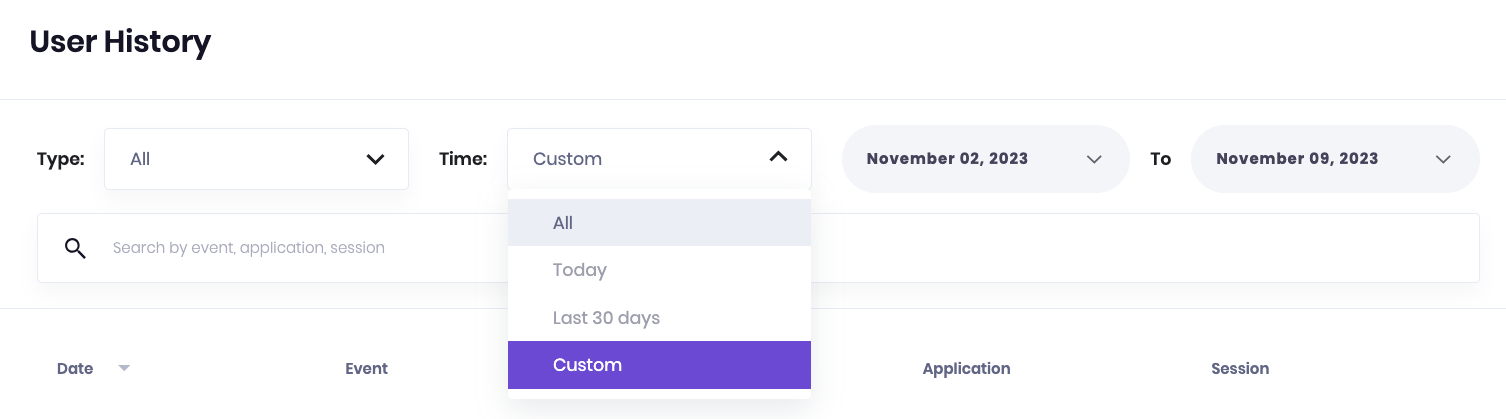 User History
Type: All Time: Custom November 02, 2023 To November 09, 2023
All
Search by event, application, session
Today
Last 30 days
Custom
Date Event Application Session